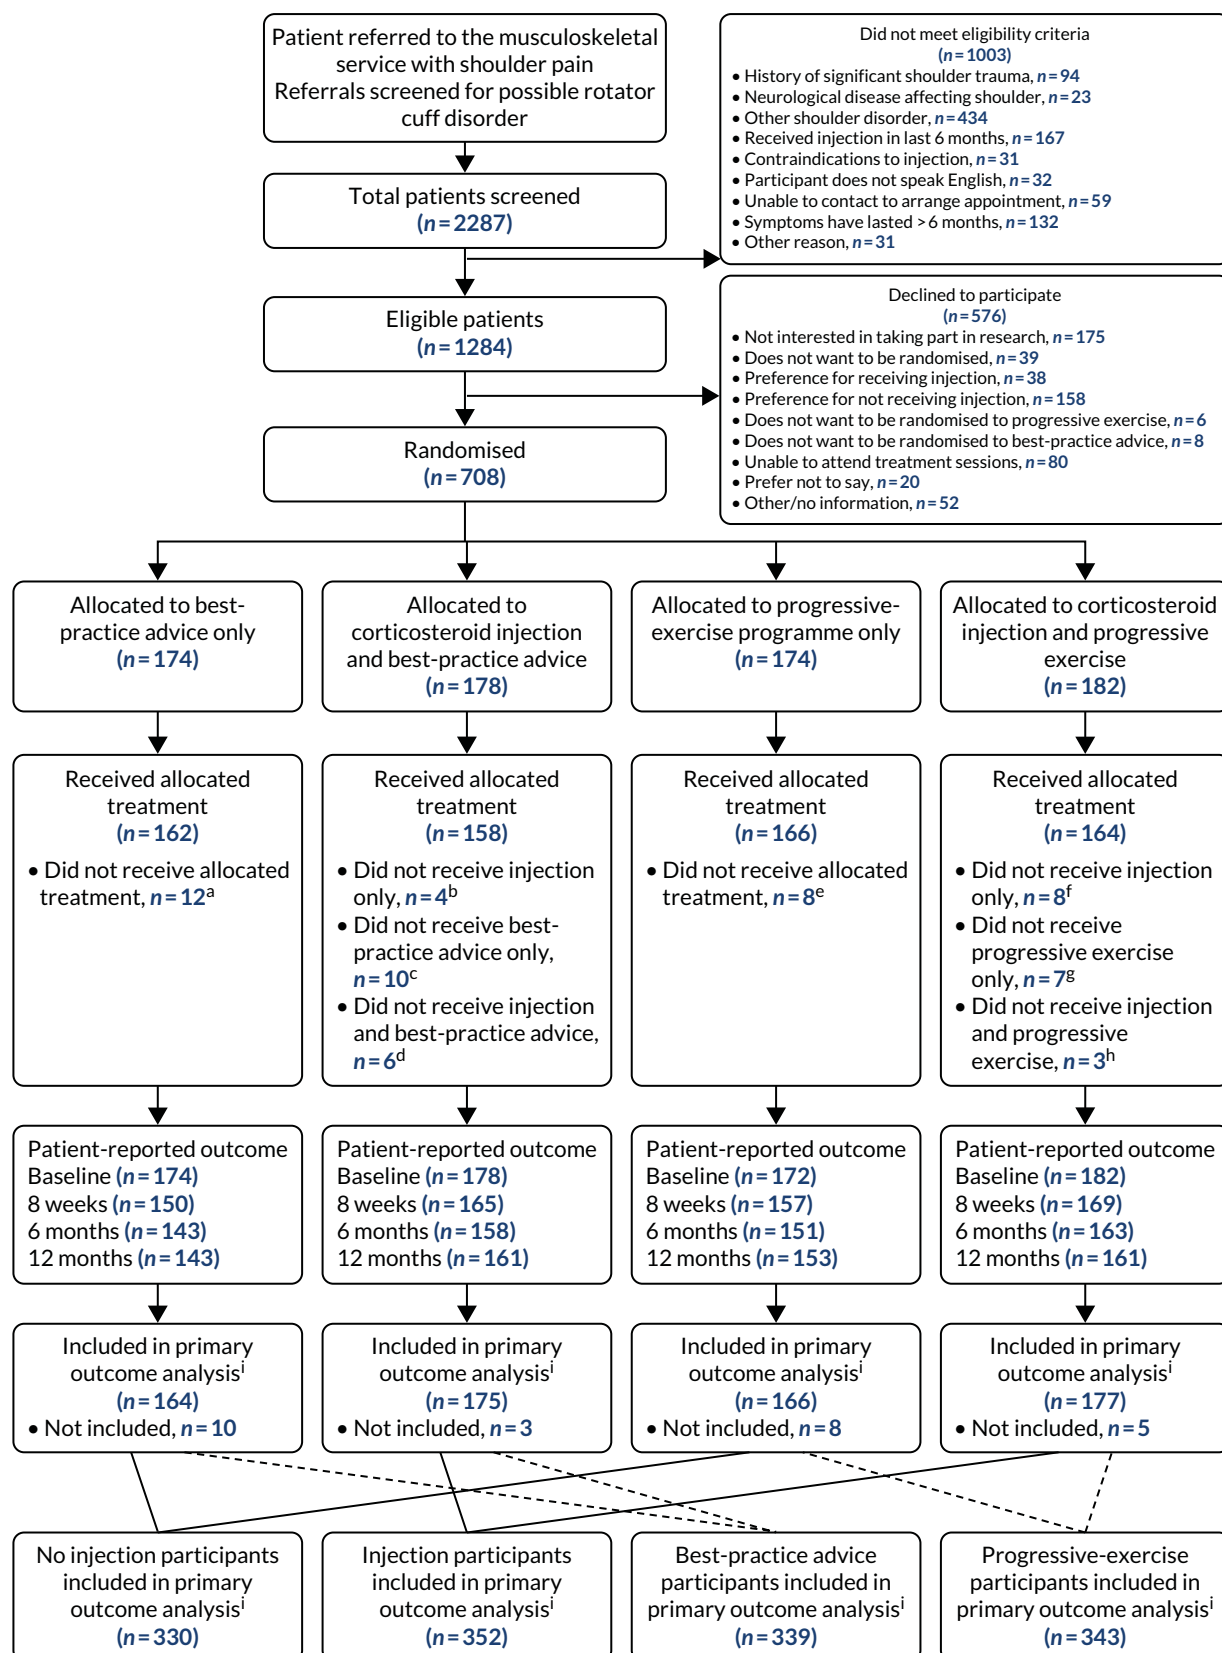 Patient referred to the musculoskeletal
service with shoulder pain
Referrals screened for possible rotator
cuff disorder
Did not meet eligibility criteria
(n=1003)
• History of significant shoulder trauma, n=94
• Neurological disease affecting shoulder, n=23
• Other shoulder disorder, n=434
• Received injection in last 6 months, n=167
• Contraindications to injection, n=31
• Participant does not speak English, n=32
• Unable to contact to arrange appointment, n=59
• Symptoms have lasted >6 months, n=132
• Other reason, n=31
Total patients screened
(n=2287)
Eligible patients
(n=1284)
Declined to participate
(n=576)
• Not interested in taking part in research, n=175
• Does not want to be randomised, n=39
• Preference for receiving injection, n=38
• Preference for not receiving injection, n=158
• Does not want to be randomised to progressive exercise, n=6
• Does not want to be randomised to best-practice advice, n=8
• Unable to attend treatment sessions, n=80
• Prefer not to say, n=20
• Other/no information, n=52
Randomised
(n=708)
Allocated to best-
practice advice only
(n=174)
Allocated to
corticosteroid injection
and best-practice advice
(n=178)
Allocated to progressive-
exercise programme only
(n=174)
Allocated to corticosteroid
injection and progressive
exercise
(n=182)
Received allocated
treatment
(n=162)
• Did not receive allocated
treatment, n=12a
Received allocated
treatment
(n=158)
• Did not receive injection
only, n=4b
• Did not receive best-
practice advice only,
n=10c
• Did not receive injection
and best-practice advice,
n=6d
Received allocated
treatment
(n=166)
• Did not receive allocated
treatment, n=8e
Received allocated
treatment
(n=164)
• Did not receive injection
only, n=8f
• Did not receive
progressive exercise
only, n=7g
• Did not receive injection
and progressive
exercise, n=3h
Patient-reported outcome
Baseline (n=174)
8 weeks (n=150)
6 months (n=143)
12 months (n=143)
Patient-reported outcome
Baseline (n=178)
8 weeks (n=165)
6 months (n=158)
12 months (n=161)
Patient-reported outcome
Baseline (n=172)
8 weeks (n=157)
6 months (n=151)
12 months (n=153)
Patient-reported outcome
Baseline (n=182)
8 weeks (n=169)
6 months (n=163)
12 months (n=161)
Included in primary
outcome analysisi
(n=164)
• Not included, n=10
Included in primary
outcome analysisi
(n=175)
• Not included, n=3
Included in primary
outcome analysisi
(n=166)
• Not included, n=8
Included in primary
outcome analysisi
(n=177)
• Not included, n=5
No injection participants
included in primary
outcome analysisi
(n=330)
Injection participants
included in primary
outcome analysisi
(n=352)
Best-practice advice
participants included in
primary outcome analysisi
(n=339)
Progressive-exercise
participants included in
primary outcome analysisi
(n=343)